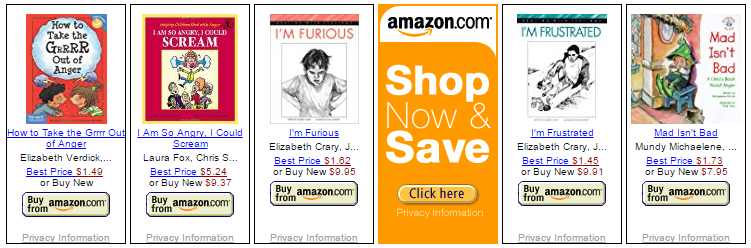 How to
Take the
GRRRR
Out of
Anger
How to Take the Grrrr Out
of Anger
Elizabeth Verdick,...
Best Price $1.49
or Buy New
Buy
from amazon.com
Privacy Information
Helping Children Deal with Anger
I AM SO ANGRY, I COULD
SCREAM
I Am So Angry, I Could
Scream
Laura Fox, Chris S...
Best Price $5.24
or Buy New $9.37
Buy
from amazon.com
Privacy Information
I'M FURIOUS
I'm Furious
Elizabeth Crary, J...
Best Price $1.62
or Buy New $9.95
Buy
from amazon.com
Privacy Information
amazon.com
Shop
Now &
Save
Click here
Privacy Information
I'M FRUSTRATED
I'm Frustrated
Elizabeth Crary, J...
Best Price $1.45
or Buy New $9.91
Buy
from amazon.com
Privacy Information
Mad
Isn't
Bad
A Child's Book
About Anger
Mad Isn't Bad
Mundy Michaelene, ...
Best Price $1.73
or Buy New $7.95
Buy
from amazon.com
Privacy Information